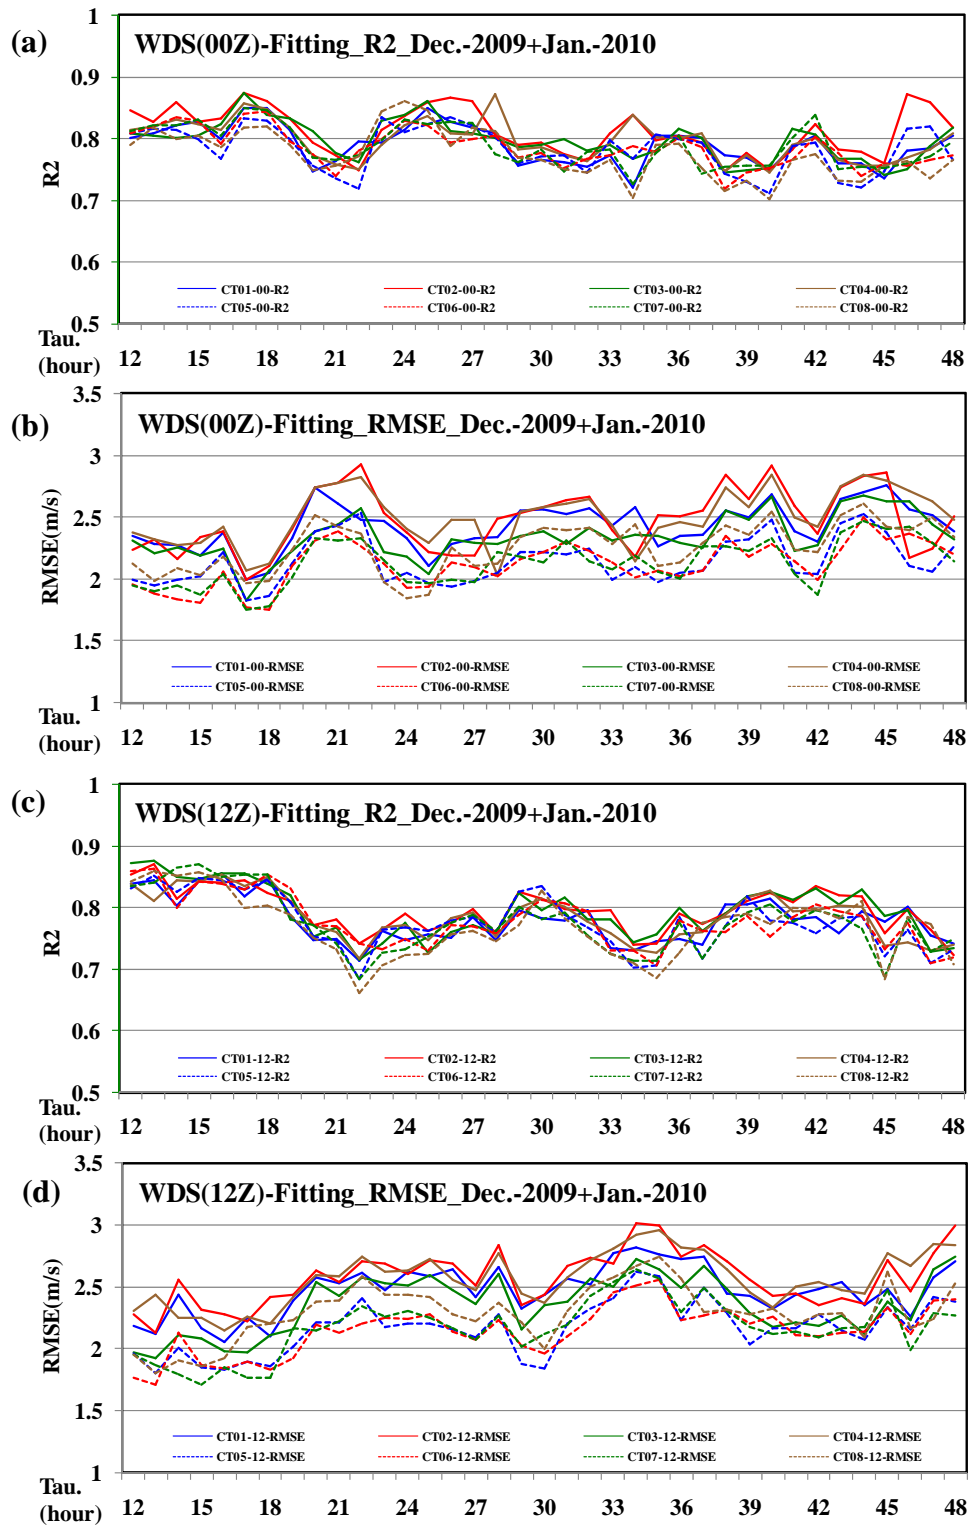 (a)
WDS(00Z)-Fitting_R2_Dec.-2009+Jan.-2010
1
0.9
0.8
0.7
0.6
0.5
R2
CT01-00-R2 CT02-00-R2 CT03-00-R2 CT04-00-R2
CT05-00-R2 CT06-00-R2 CT07-00-R2 CT08-00-R2
Tau.
(hour)
12 15 18 21 24 27 30 33 36 39 42 45 48
(b)
WDS(00Z)-Fitting_RMSE_Dec.-2009+Jan.-2010
3.5
3
2.5
2
1.5
1
RMSE(m/s)
CT01-00-RMSE CT02-00-RMSE CT03-00-RMSE CT04-00-RMSE
CT05-00-RMSE CT06-00-RMSE CT07-00-RMSE CT08-00-RMSE
Tau.
(hour)
12 15 18 21 24 27 30 33 36 39 42 45 48
(c)
WDS(12Z)-Fitting_R2_Dec.-2009+Jan.-2010
1
0.9
0.8
0.7
0.6
0.5
R2
CT01-12-R2 CT02-12-R2 CT03-12-R2 CT04-12-R2
CT05-12-R2 CT06-12-R2 CT07-12-R2 CT08-12-R2
Tau.
(hour)
12 15 18 21 24 27 30 33 36 39 42 45 48
(d)
WDS(12Z)-Fitting_RMSE_Dec.-2009+Jan.-2010
3.5
3
2.5
2
1.5
1
RMSE(m/s)
CT01-12-RMSE CT02-12-RMSE CT03-12-RMSE CT04-12-RMSE
CT05-12-RMSE CT06-12-RMSE CT07-12-RMSE CT08-12-RMSE
Tau.
(hour)
12 15 18 21 24 27 30 33 36 39 42 45 48